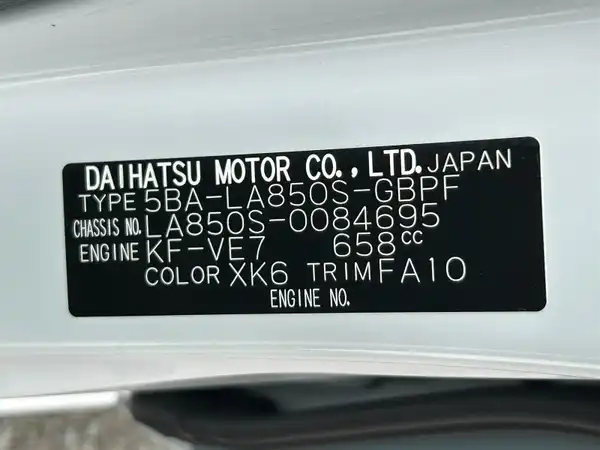 DAIHATSU MOTOR CO., LTD. JAPAN
TYPE 5BA-LA850S-GBPF
CHASSIS NO. LA850S-0084695
ENGINE KF-VE7 658cc
COLOR XK6 TRIM FA10
ENGINE NO.